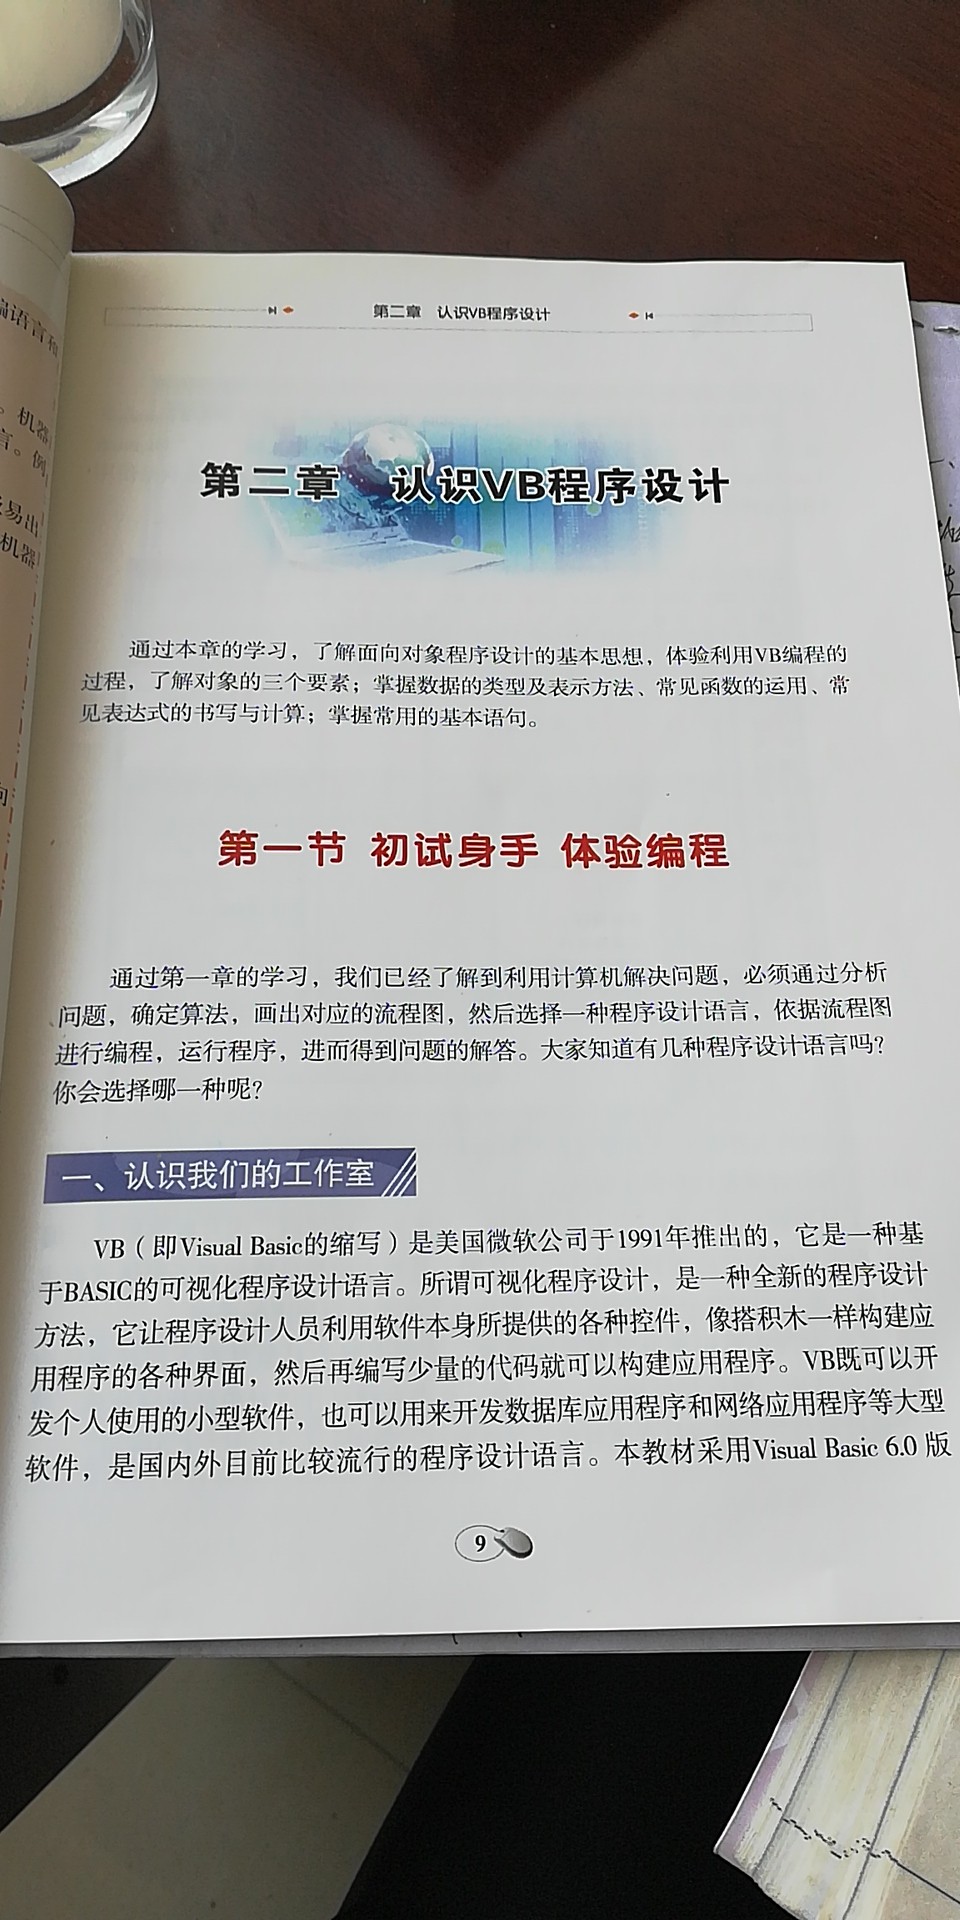 第二章 认识VB程序设计
第二章 认识VB程序设计
通过本章的学习，了解面向对象程序设计的基本思想，体验利用VB编程的
过程，了解对象的三个要素；掌握数据的类型及表示方法、常见函数的运用、常
见表达式的书写与计算；掌握常用的基本语句。
第一节 初试身手 体验编程
通过第一章的学习，我们已经了解到利用计算机解决问题，必须通过分析
问题，确定算法，画出对应的流程图，然后选择一种程序设计语言，依据流程图
进行编程，运行程序，进而得到问题的解答。大家知道有几种程序设计语言吗？
你会选择哪一种呢？
一、认识我们的工作室
VB（即Visual Basic的缩写）是美国微软公司于1991年推出的，它是一种基
于BASIC的可视化程序设计语言。所谓可视化程序设计，是一种全新的程序设计
方法，它让程序设计人员利用软件本身所提供的各种控件，像搭积木一样构建应
用程序的各种界面，然后再编写少量的代码就可以构建应用程序。VB既可以开
发个人使用的小型软件，也可以用来开发数据库应用程序和网络应用程序等大型
软件，是国内外目前比较流行的程序设计语言。本教材采用Visual Basic 6.0 版
9
语言和
。机器
言。例
易出
机器